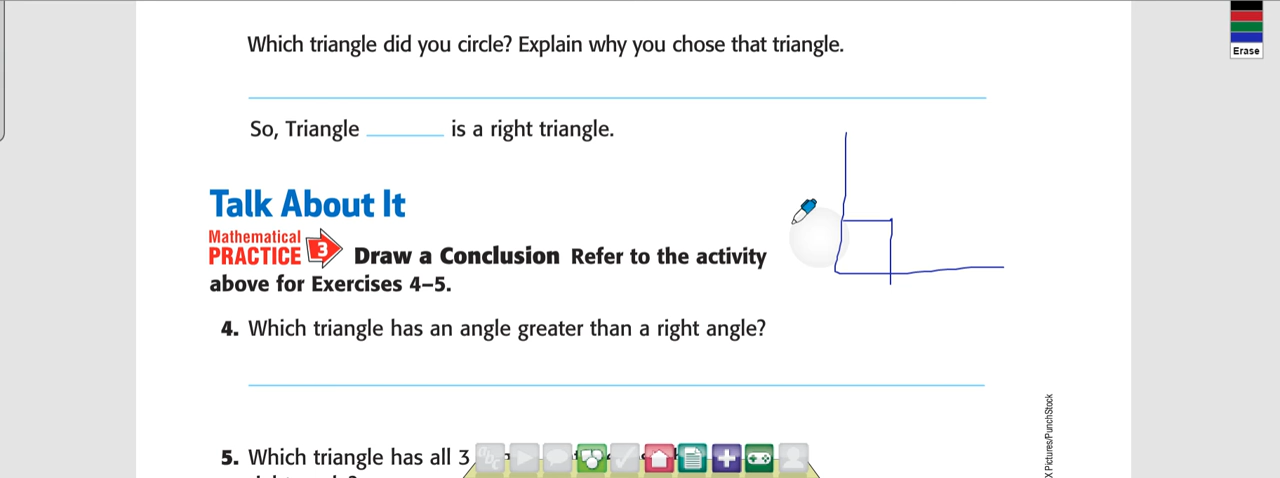 Erase
Which triangle did you circle? Explain why you chose that triangle.
So, Triangle ______ is a right triangle.
Talk About It
Mathematical
PRACTICE 3 Draw a Conclusion Refer to the activity
above for Exercises 4–5.
4. Which triangle has an angle greater than a right angle?
5. Which triangle has all 3
abc
X Pictures/PunchStock